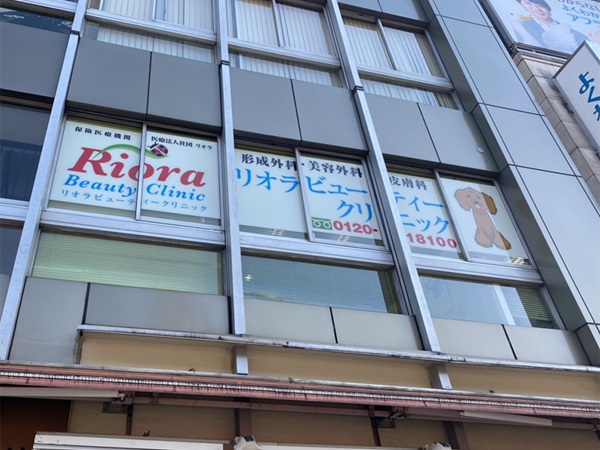 保険医療機関
医療法人社団 リオラ
Riora
Beauty Clinic
リオラビューティークリニック
形成外科・美容外科 皮膚科
リオラビューティー
クリニック
0120- 18100